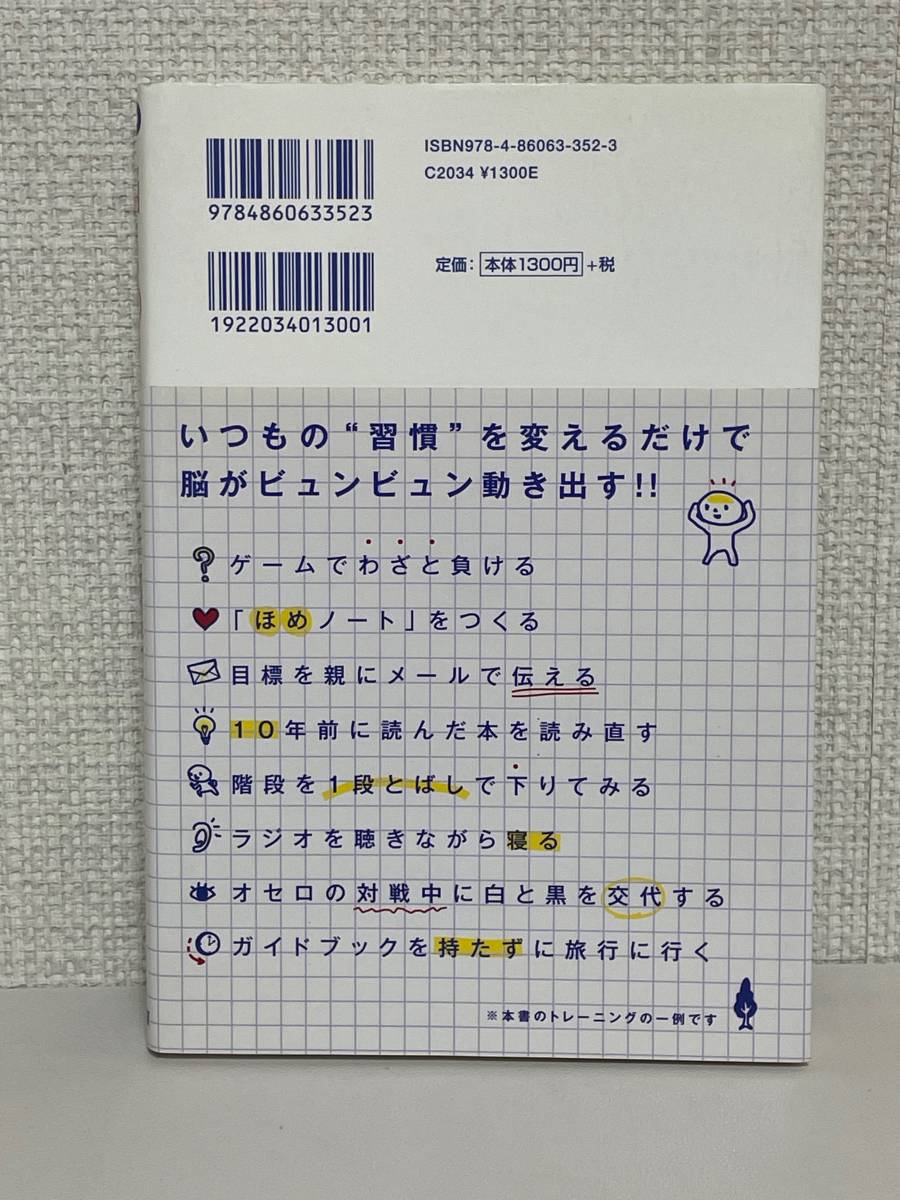 ISBN978-4-86063-352-3
C2034 ¥1300E
9784860633523
定価：本体1300円+税
1922034013001
いつもの“習慣”を変えるだけで
脳がビュンビュン動き出す!!
ゲームでわざと負ける
「ほめノート」をつくる
目標を親にメールで伝える
10年前に読んだ本を読み直す
階段を1段とばしで下りてみる
ラジオを聴きながら寝る
オセロの対戦中に白と黒を交代する
ガイドブックを持たずに旅行に行く
※本書のトレーニングの一例です